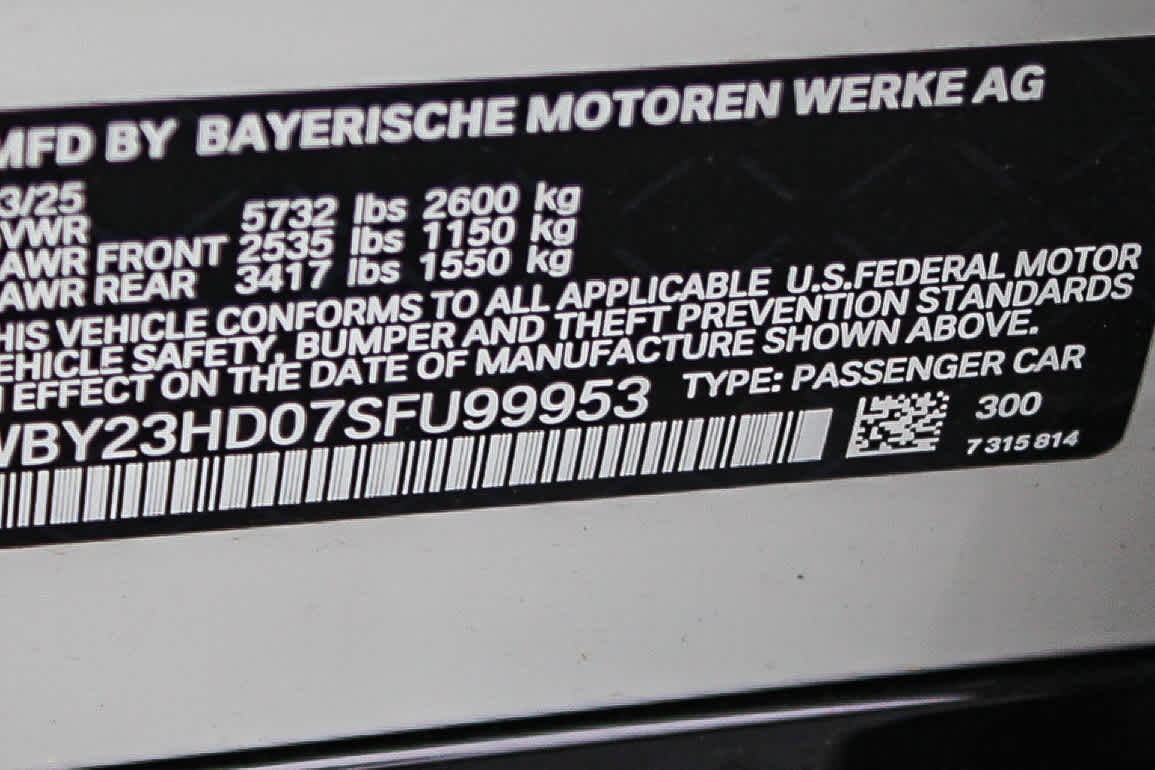 MFD BY BAYERISCHE MOTOREN WERKE AG
3/25
VWR 5732 lbs 2600 kg
AWR FRONT 2535 lbs 1150 kg
AWR REAR 3417 lbs 1550 kg
HIS VEHICLE CONFORMS TO ALL APPLICABLE U.S.FEDERAL MOTOR
EHICLE SAFETY, BUMPER AND THEFT PREVENTION STANDARDS
EFFECT ON THE DATE OF MANUFACTURE SHOWN ABOVE.
WBY23HD07SFU99953 TYPE: PASSENGER CAR
300
7 315 814